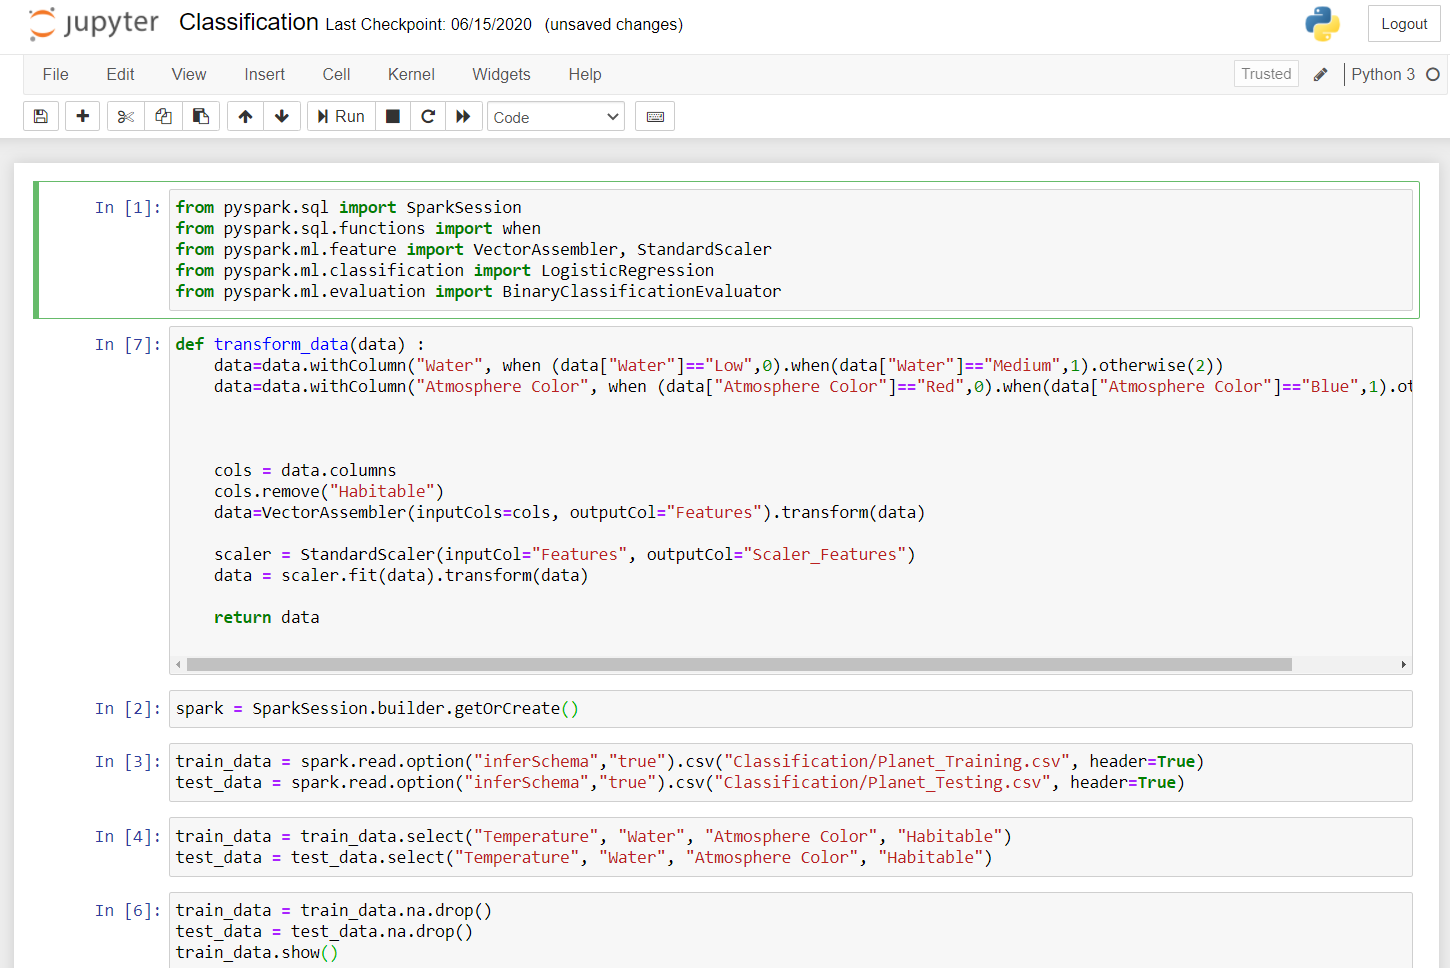 jupyter Classification Last Checkpoint: 06/15/2020 (unsaved changes) Logout
File Edit View Insert Cell Kernel Widgets Help Trusted Python 3
Run Code
In [1]: from pyspark.sql import SparkSession
from pyspark.sql.functions import when
from pyspark.ml.feature import VectorAssembler, StandardScaler
from pyspark.ml.classification import LogisticRegression
from pyspark.ml.evaluation import BinaryClassificationEvaluator
In [7]: def transform_data(data) :
data=data.withColumn("Water", when (data["Water"]=="Low",0).when(data["Water"]=="Medium",1).otherwise(2))
data=data.withColumn("Atmosphere Color", when (data["Atmosphere Color"]=="Red",0).when(data["Atmosphere Color"]=="Blue",1).ot
cols = data.columns
cols.remove("Habitable")
data=VectorAssembler(inputCols=cols, outputCol="Features").transform(data)
scaler = StandardScaler(inputCol="Features", outputCol="Scaler_Features")
data = scaler.fit(data).transform(data)
return data
In [2]: spark = SparkSession.builder.getOrCreate()
In [3]: train_data = spark.read.option("inferSchema","true").csv("Classification/Planet_Training.csv", header=True)
test_data = spark.read.option("inferSchema","true").csv("Classification/Planet_Testing.csv", header=True)
In [4]: train_data = train_data.select("Temperature", "Water", "Atmosphere Color", "Habitable")
test_data = test_data.select("Temperature", "Water", "Atmosphere Color", "Habitable")
In [6]: train_data = train_data.na.drop()
test_data = test_data.na.drop()
train_data.show()